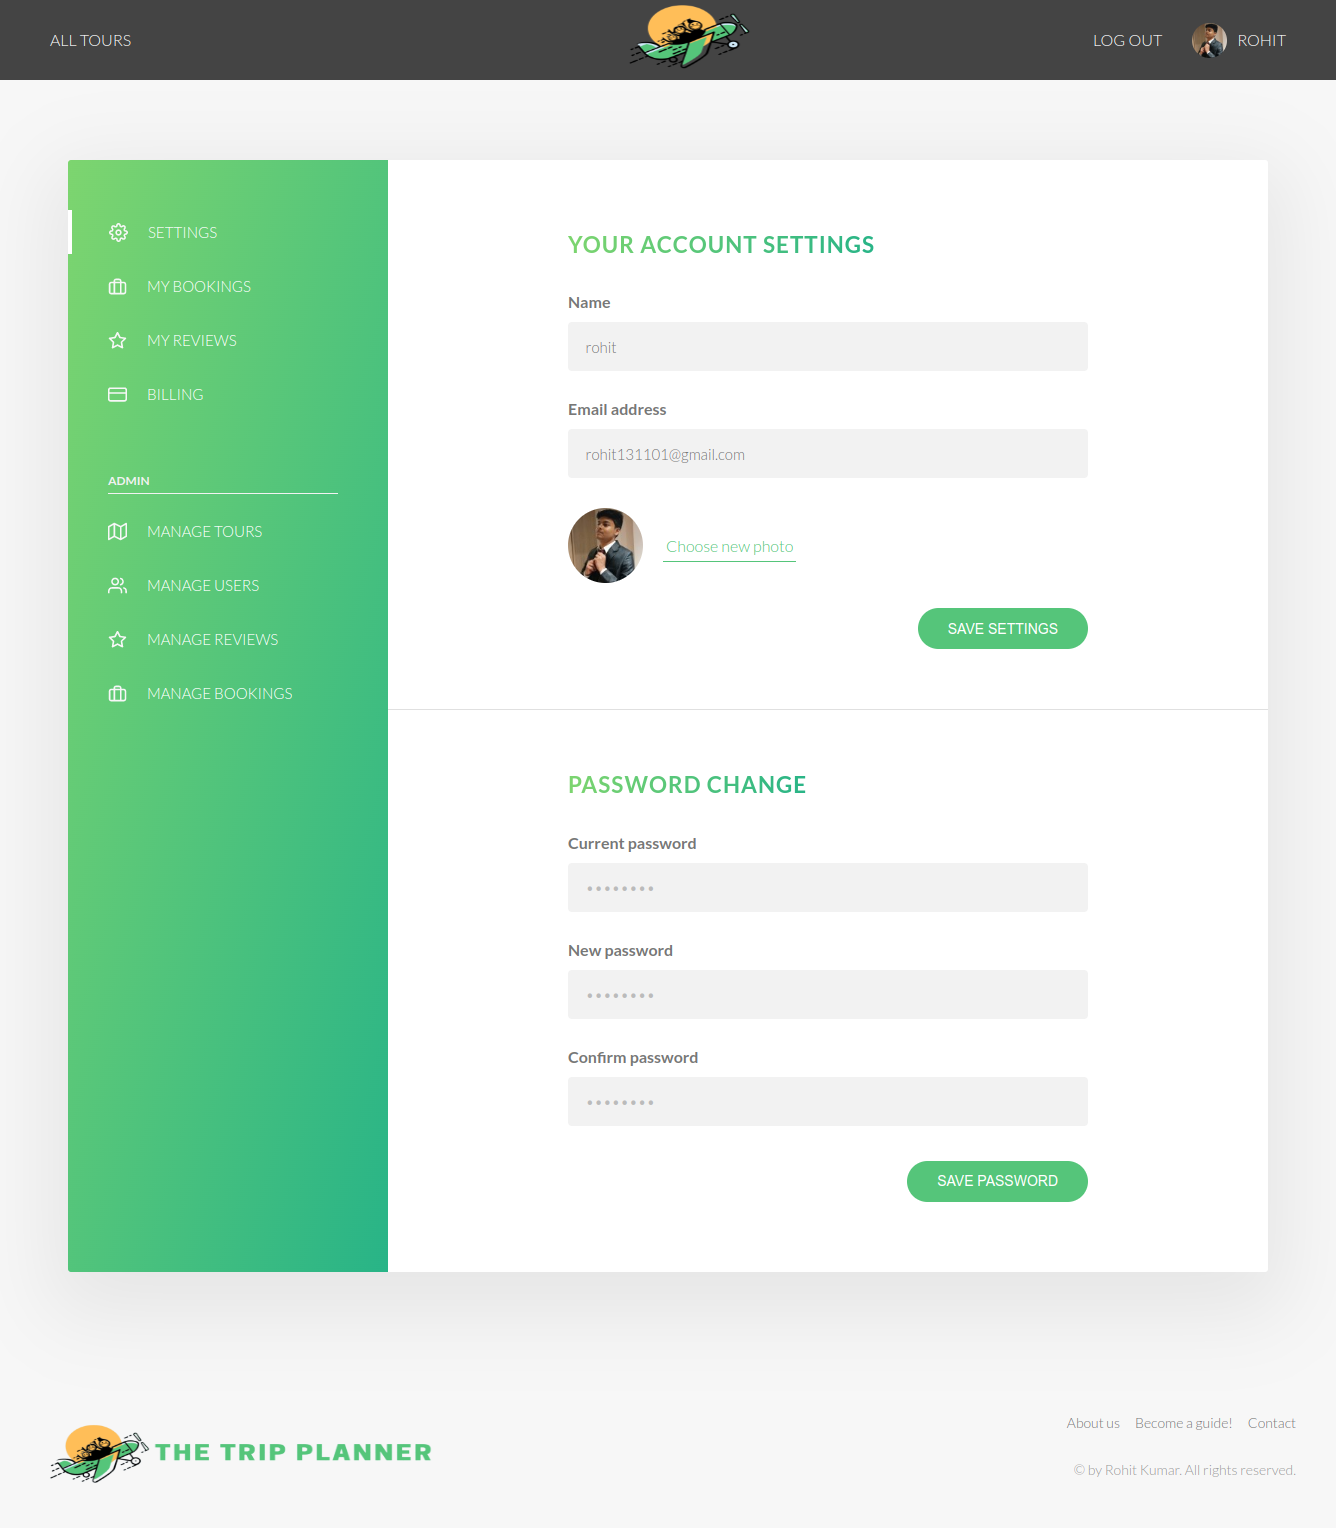 ALL TOURS
LOG OUT
ROHIT
SETTINGS
MY BOOKINGS
MY REVIEWS
BILLING
ADMIN
MANAGE TOURS
MANAGE USERS
MANAGE REVIEWS
MANAGE BOOKINGS
YOUR ACCOUNT SETTINGS
Name
rohit
Email address
rohit131101@gmail.com
Choose new photo
SAVE SETTINGS
PASSWORD CHANGE
Current password
••••••••
New password
••••••••
Confirm password
••••••••
SAVE PASSWORD
THE TRIP PLANNER
About us Become a guide! Contact
© by Rohit Kumar. All rights reserved.